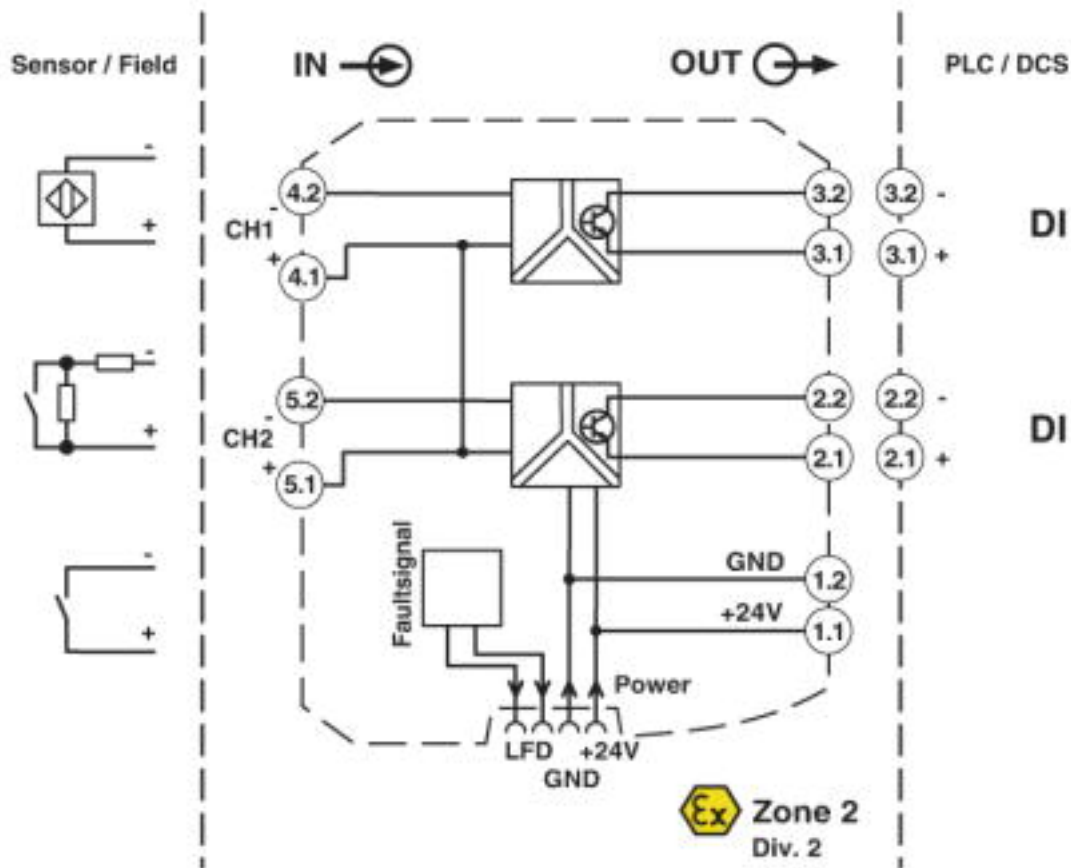 Sensor / Field
IN
OUT
PLC / DCS
-
+
4.2
-
CH1
+
4.1
3.2
3.1
3.2 -
3.1 +
DI
-
+
5.2
-
CH2
+
5.1
2.2
2.1
2.2 -
2.1 +
DI
-
+
Faultsignal
GND
1.2
+24V
1.1
Power
LFD
+24V
GND
Ex
Zone 2
Div. 2